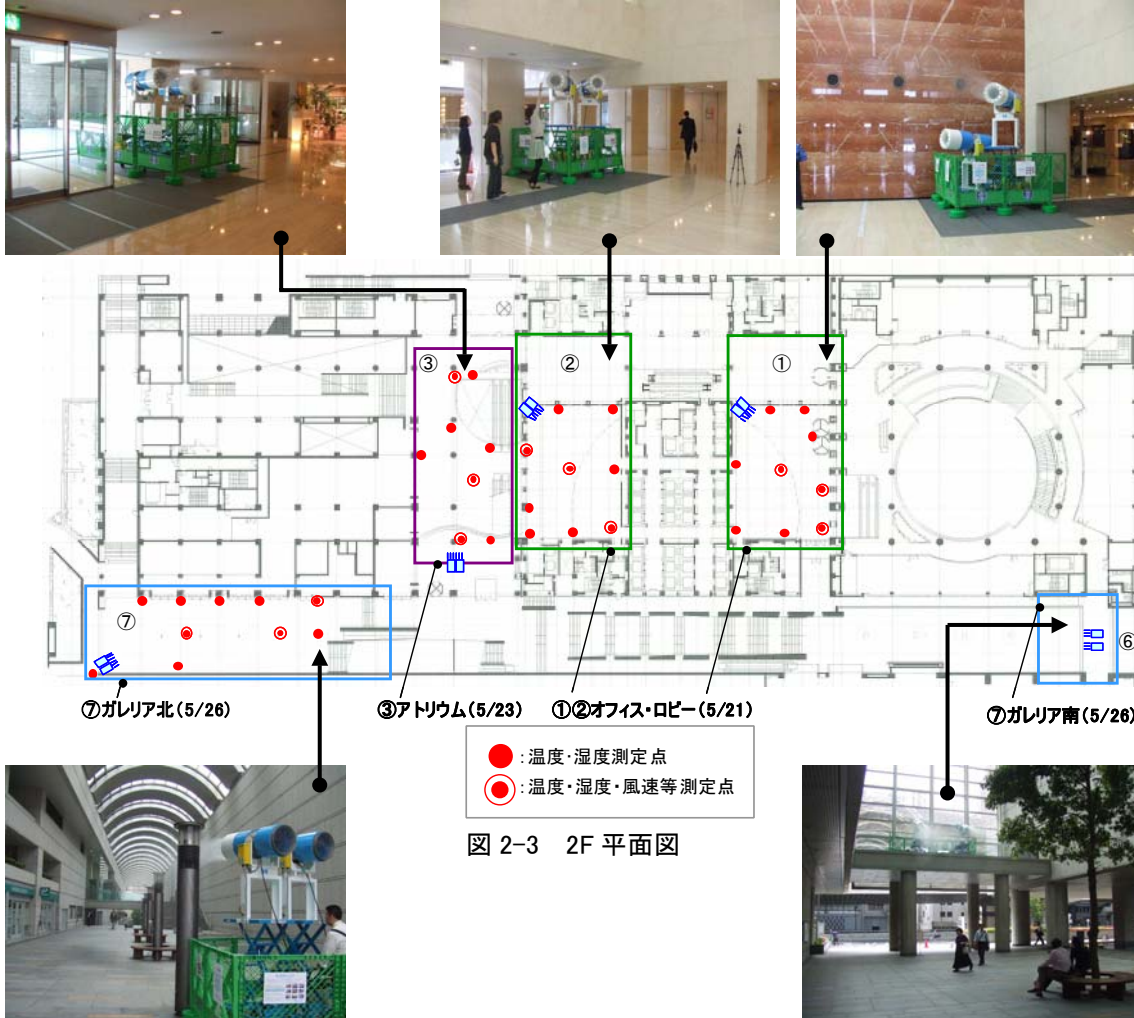 ③
②
①
⑦
⑥
⑦ガレリア北(5/26)
③アトリウム(5/23)
①②オフィス・ロビー(5/21)
⑦ガレリア南(5/26)
:温度・湿度測定点
:温度・湿度・風速等測定点
図 2-3 2F 平面図